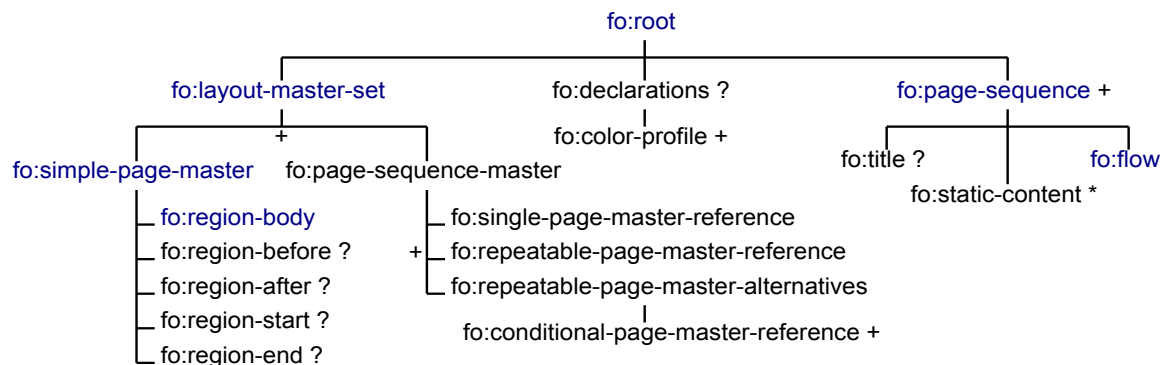 fo:root
fo:layout-master-set
fo:declarations ?
fo:page-sequence +
+
fo:color-profile +
fo:simple-page-master
fo:page-sequence-master
fo:title ?
fo:flow
fo:static-content *
fo:region-body
fo:single-page-master-reference
fo:region-before ?
+
fo:repeatable-page-master-reference
fo:region-after ?
fo:repeatable-page-master-alternatives
fo:region-start ?
fo:conditional-page-master-reference +
fo:region-end ?